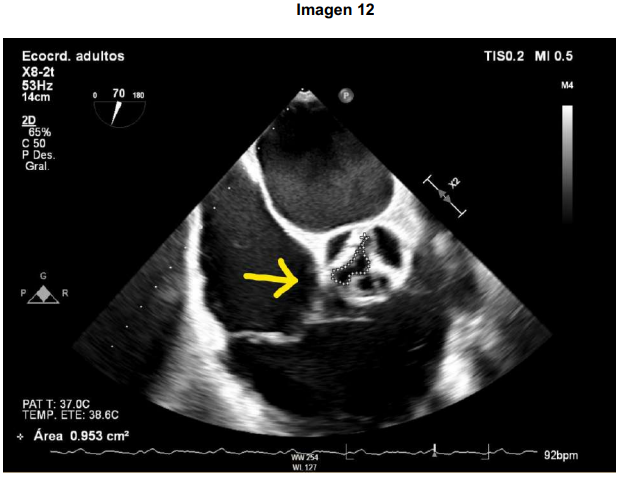 Imagen 12
Ecocrd. adultos
X8-2t
53Hz
14cm
0 70 180
2D
65%
C 50
P Des.
Gral.
TIS0.2 MI 0.5
M4
P
X2
G
P R
PAT T: 37.0C
TEMP. ETE: 38.6C
Área 0.953 cm²
WW 254
WL 127
92bpm